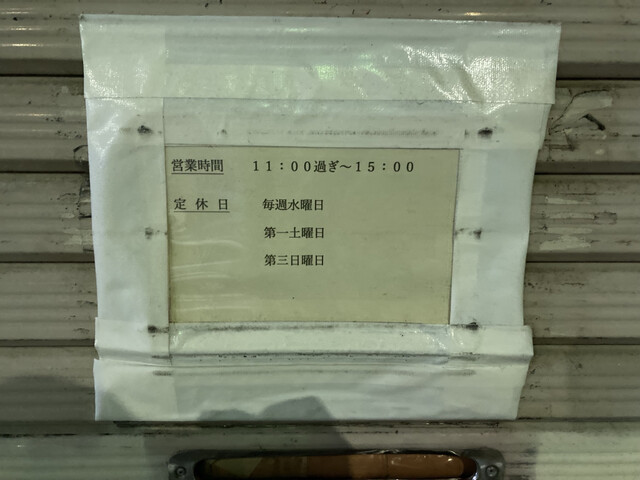 営業時間 11：00過ぎ～15：00
定休日 毎週水曜日
第一土曜日
第三日曜日